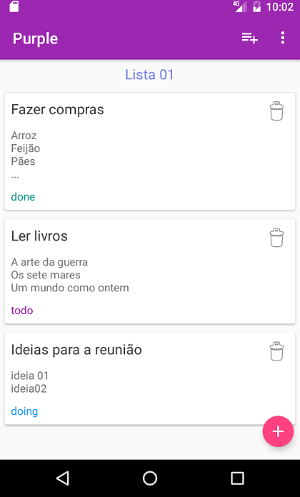 4G 10:02
Purple
Lista 01
Fazer compras
Arroz
Feijão
Pães
...
done
Ler livros
A arte da guerra
Os sete mares
Um mundo como ontem
todo
Ideias para a reunião
ideia 01
ideia02
doing